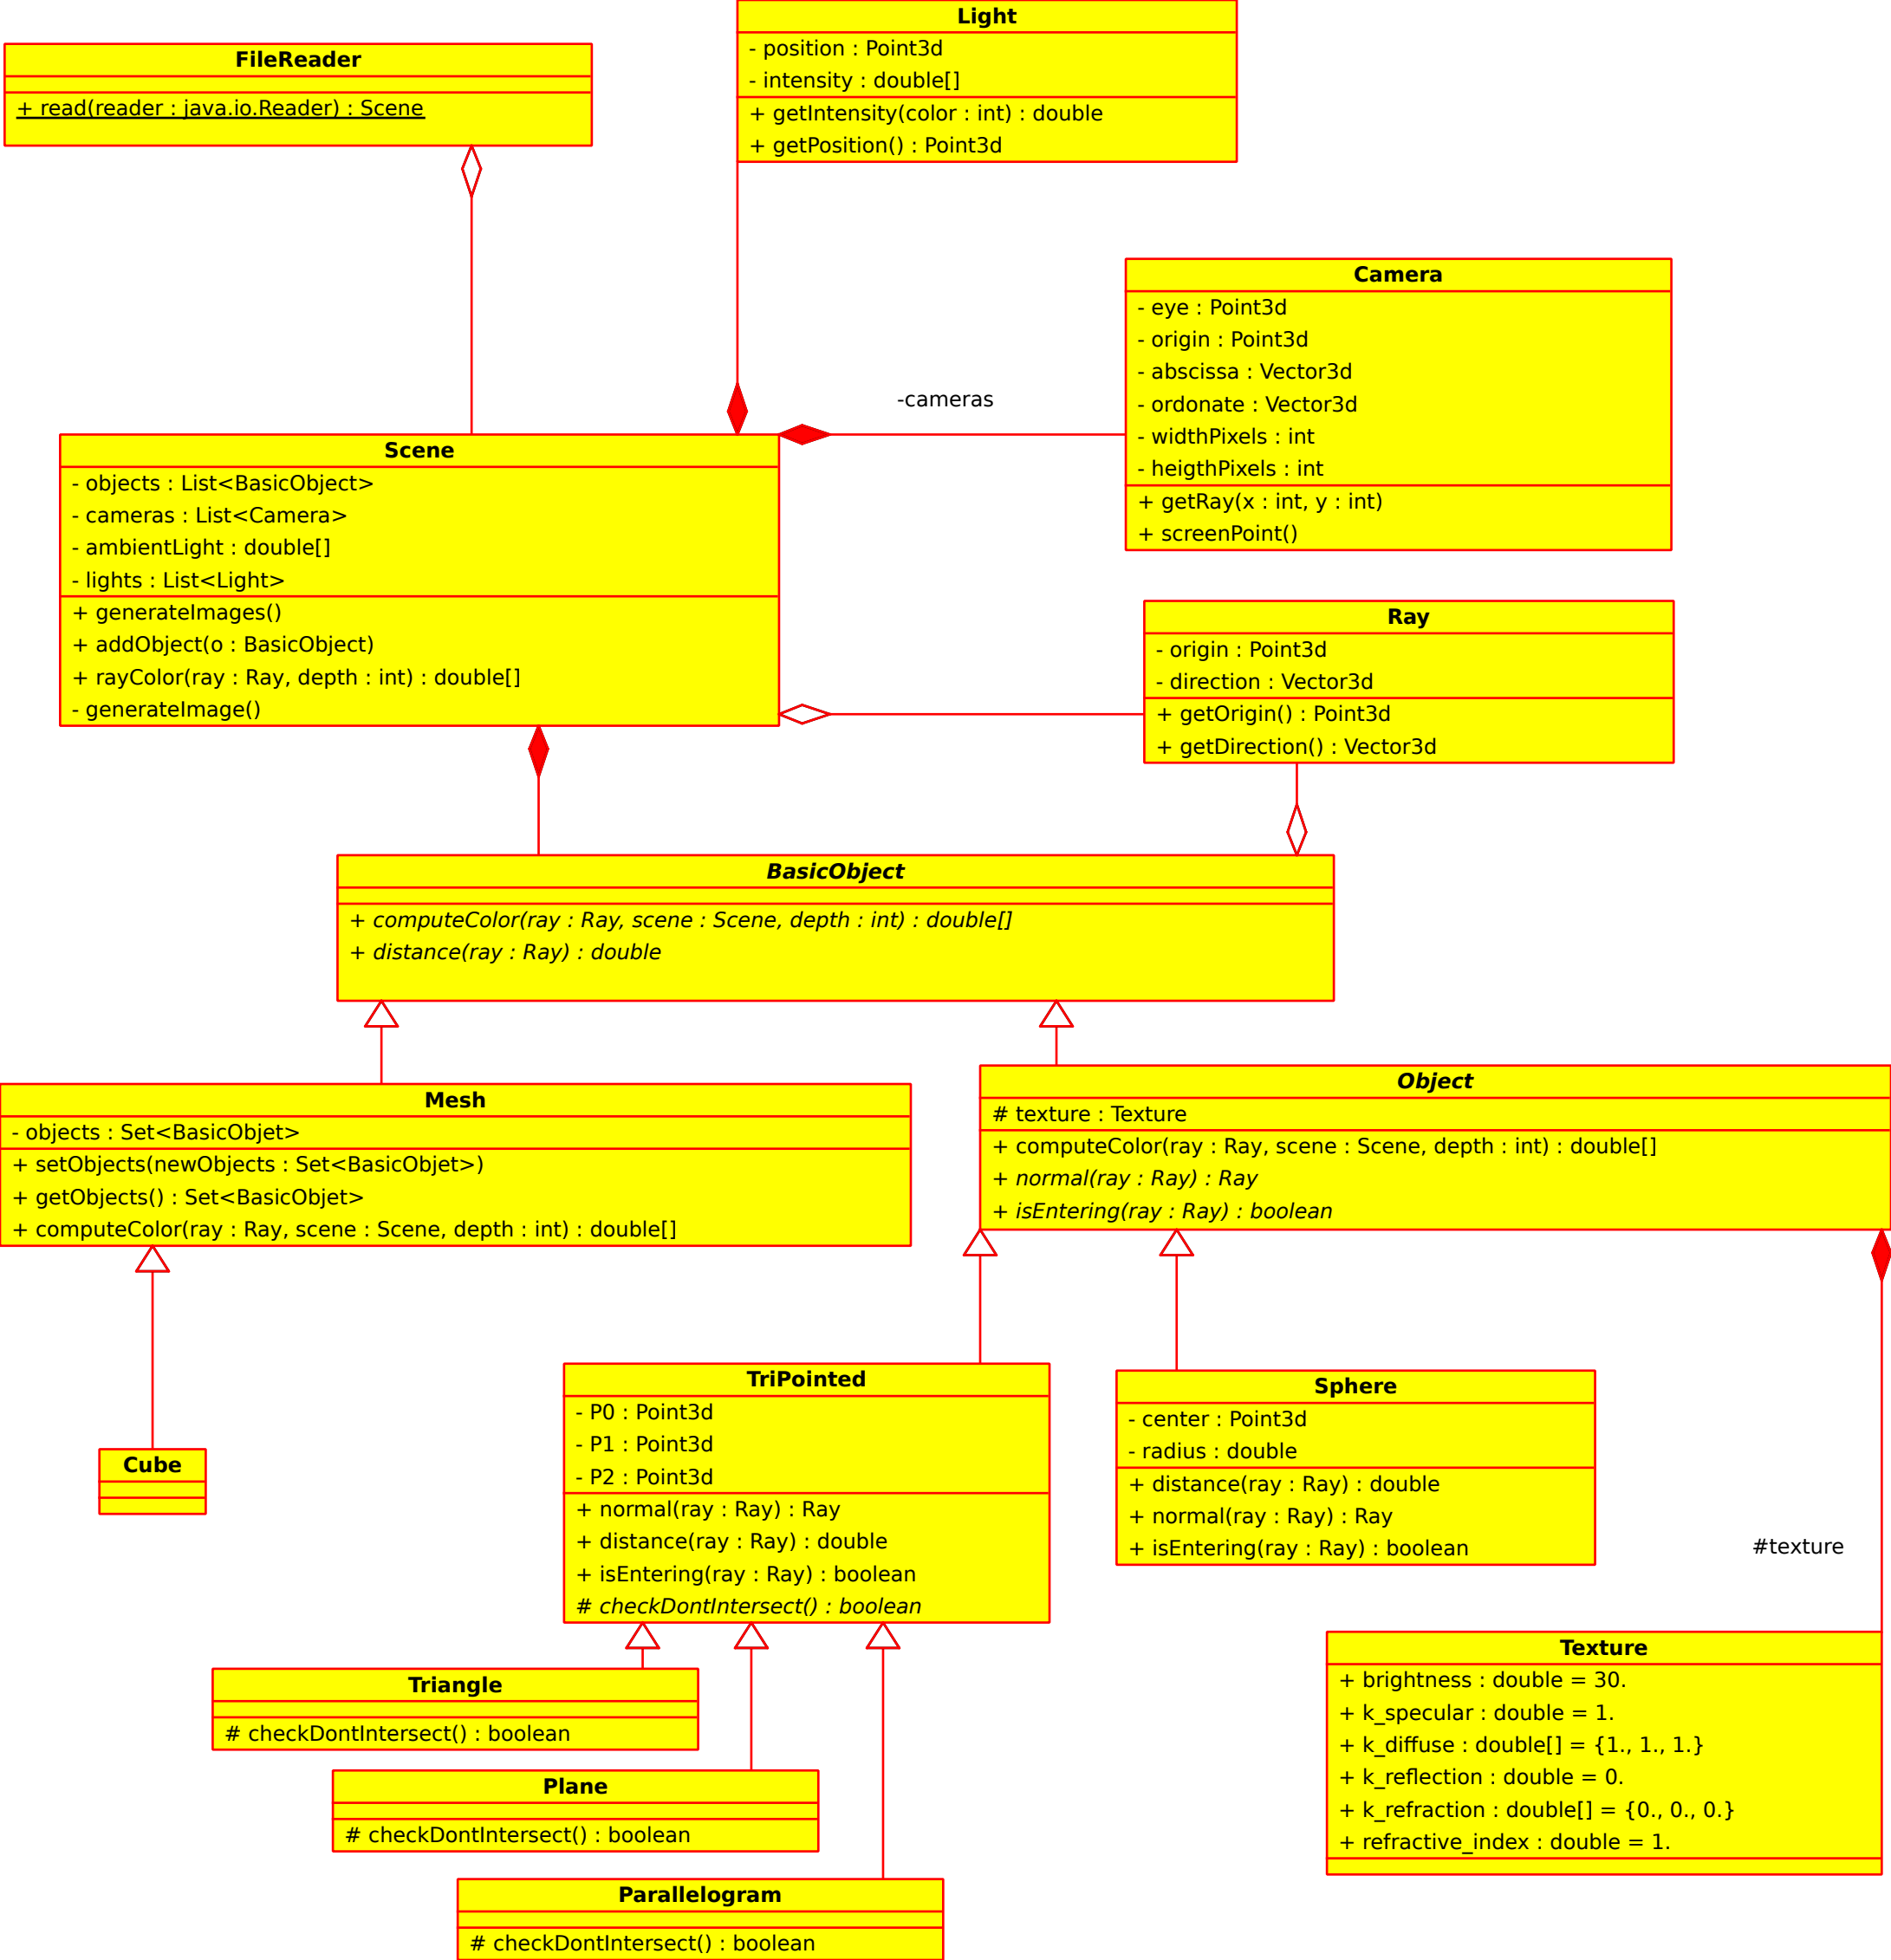 Light
- position : Point3d
- intensity : double[]
+ getIntensity(color : int) : double
+ getPosition() : Point3d
FileReader
+ read(reader : java.io.Reader) : Scene
Camera
- eye : Point3d
- origin : Point3d
- abscissa : Vector3d
- ordonate : Vector3d
- widthPixels : int
- heigthPixels : int
+ getRay(x : int, y : int)
+ screenPoint()
-cameras
Scene
- objects : List<BasicObject>
- cameras : List<Camera>
- ambientLight : double[]
- lights : List<Light>
+ generateImages()
+ addObject(o : BasicObject)
+ rayColor(ray : Ray, depth : int) : double[]
- generateImage()
Ray
- origin : Point3d
- direction : Vector3d
+ getOrigin() : Point3d
+ getDirection() : Vector3d
BasicObject
+ computeColor(ray : Ray, scene : Scene, depth : int) : double[]
+ distance(ray : Ray) : double
Mesh
- objects : Set<BasicObjet>
+ setObjects(newObjects : Set<BasicObjet>)
+ getObjects() : Set<BasicObjet>
+ computeColor(ray : Ray, scene : Scene, depth : int) : double[]
Object
# texture : Texture
+ computeColor(ray : Ray, scene : Scene, depth : int) : double[]
+ normal(ray : Ray) : Ray
+ isEntering(ray : Ray) : boolean
Cube
TriPointed
- P0 : Point3d
- P1 : Point3d
- P2 : Point3d
+ normal(ray : Ray) : Ray
+ distance(ray : Ray) : double
+ isEntering(ray : Ray) : boolean
# checkDontIntersect() : boolean
Sphere
- center : Point3d
- radius : double
+ distance(ray : Ray) : double
+ normal(ray : Ray) : Ray
+ isEntering(ray : Ray) : boolean
#texture
Triangle
# checkDontIntersect() : boolean
Plane
# checkDontIntersect() : boolean
Parallelogram
# checkDontIntersect() : boolean
Texture
+ brightness : double = 30.
+ k_specular : double = 1.
+ k_diffuse : double[] = {1., 1., 1.}
+ k_reflection : double = 0.
+ k_refraction : double[] = {0., 0., 0.}
+ refractive_index : double = 1.